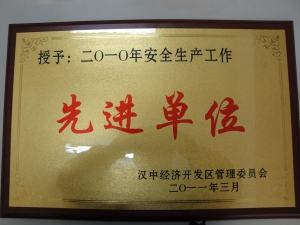 授予：二〇一〇年安全生产工作
先进单位
汉中经济开发区管理委员会
二〇一一年三月